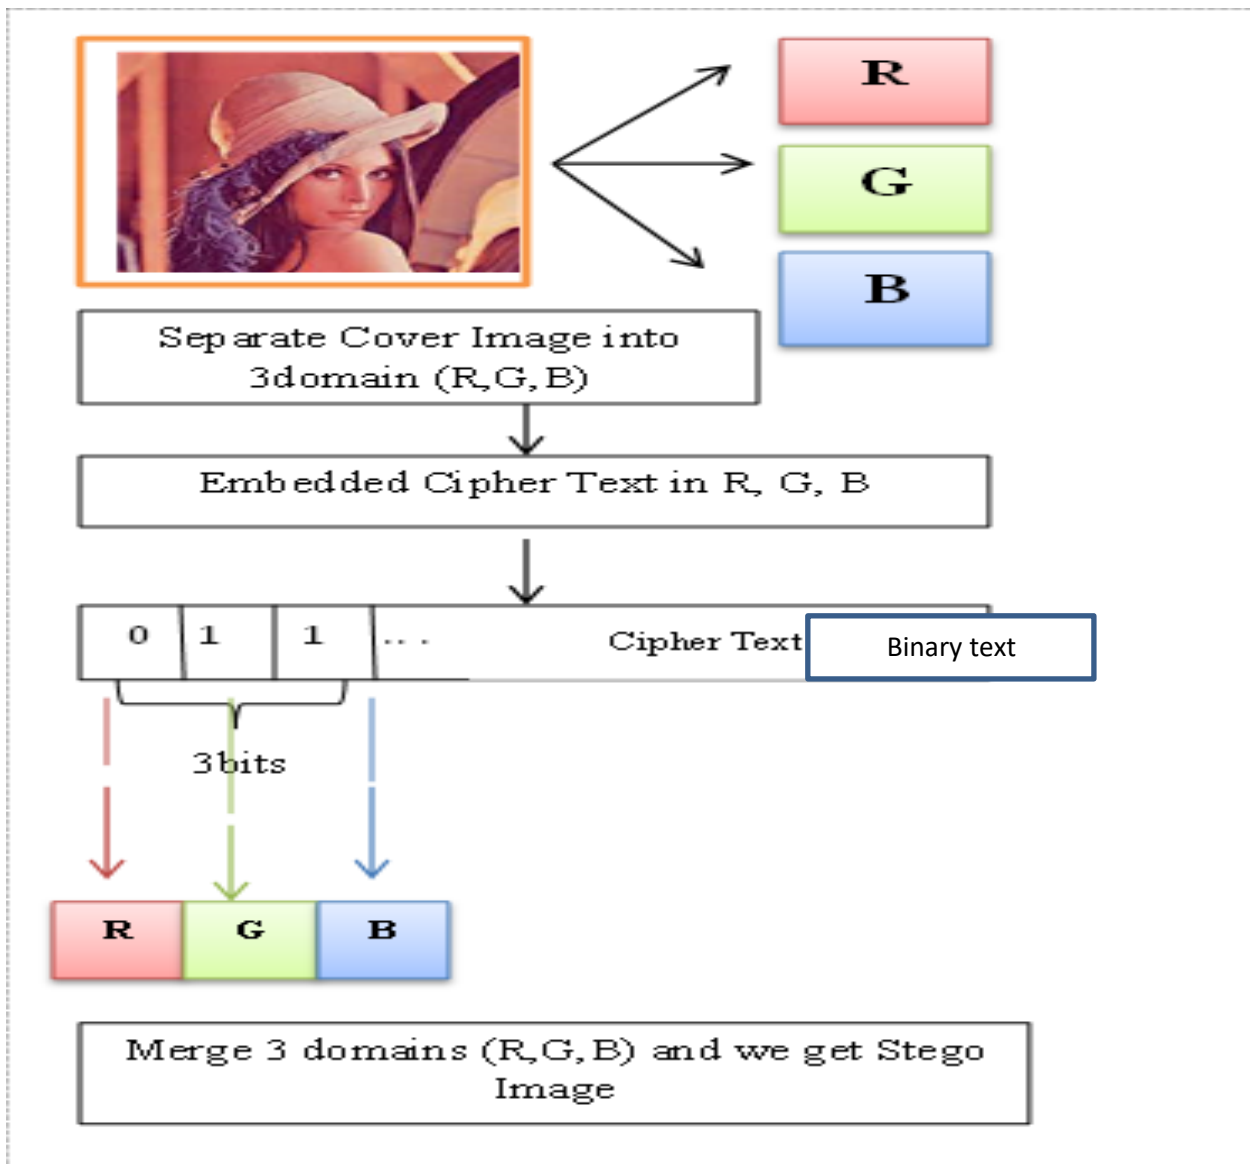 R
G
B
Separate Cover Image into
3domain (R,G,B)
Embedded Cipher Text in R, G, B
0 1 1 ... Cipher Text Binary text
3bits
R G B
Merge 3 domains (R,G,B) and we get Stego
Image